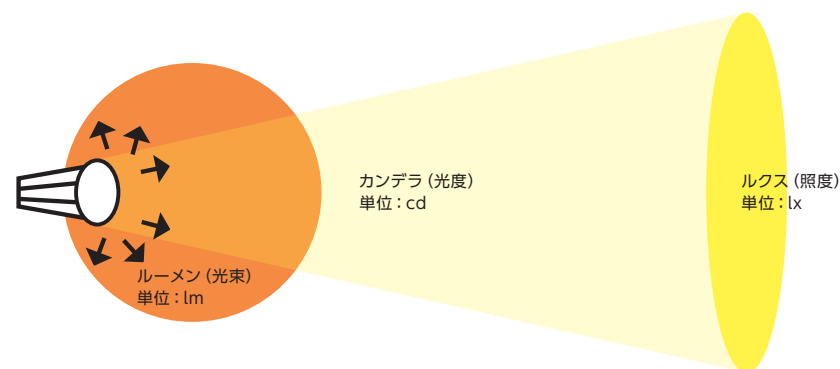 カンデラ（光度）
単位：cd
ルクス（照度）
単位：lx
ルーメン（光束）
単位：lm